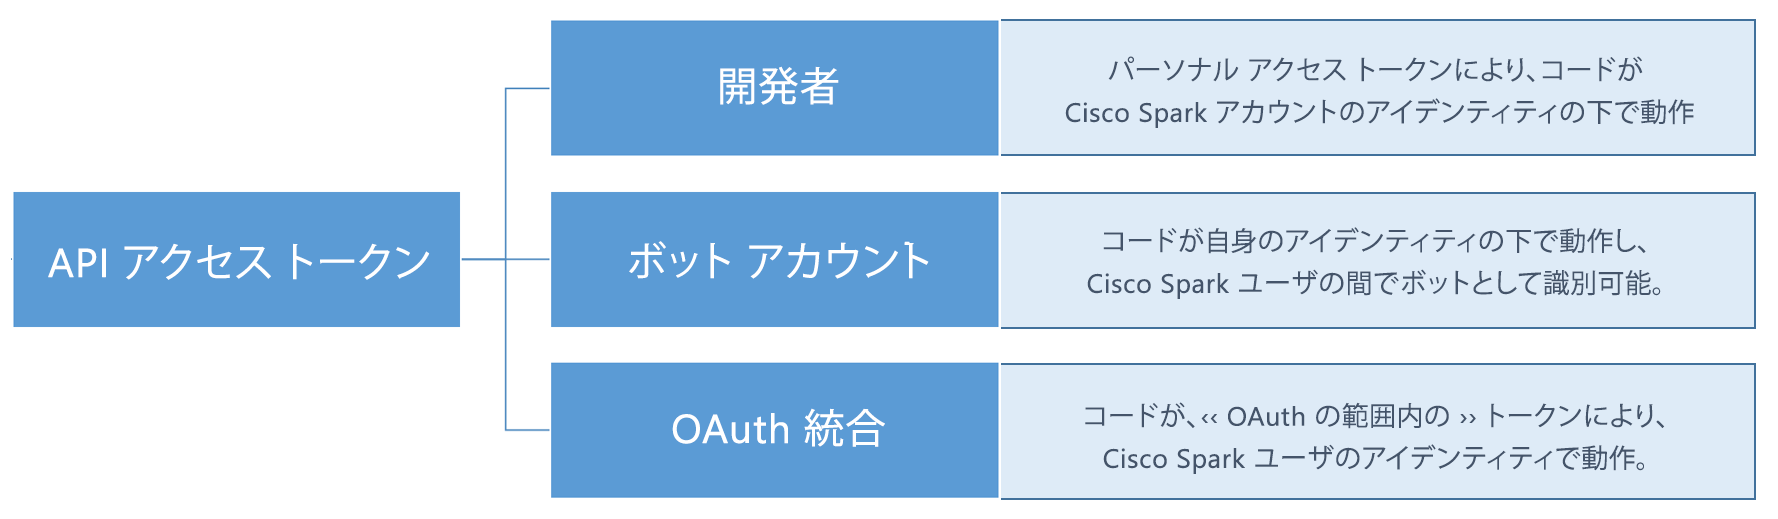 API アクセス トークン
開発者
パーソナル アクセス トークンにより、コードが
Cisco Spark アカウントのアイデンティティの下で動作
ボット アカウント
コードが自身のアイデンティティの下で動作し、
Cisco Spark ユーザの間でボットとして識別可能。
OAuth 統合
コードが、‹‹ OAuth の範囲内の ›› トークンにより、
Cisco Spark ユーザのアイデンティティで動作。